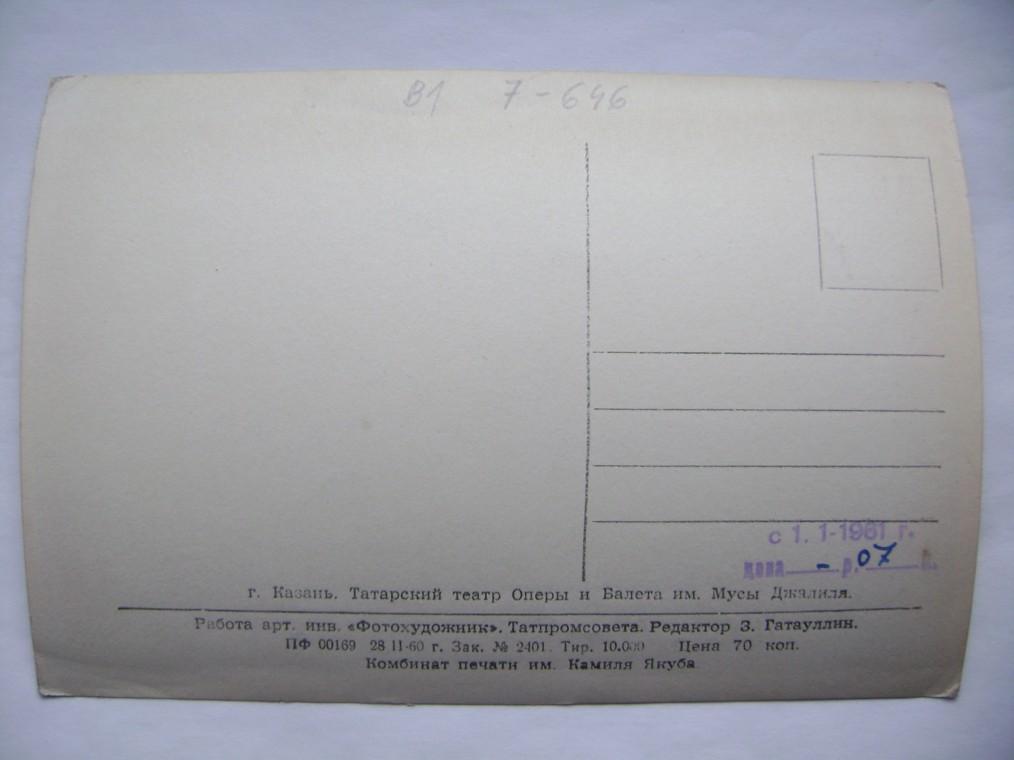 В1 7-646
с 1. 1-1961 г.
цена - р. 07 к.
г. Казань. Татарский театр Оперы и Балета им. Мусы Джалиля.
Работа арт. инв. «Фотохудожник». Татпромсовета. Редактор З. Гатауллин.
ПФ 00169 28 11-60 г. Зак. № 2401. Тир. 10.000 Цена 70 коп.
Комбинат печати им. Камиля Якуба